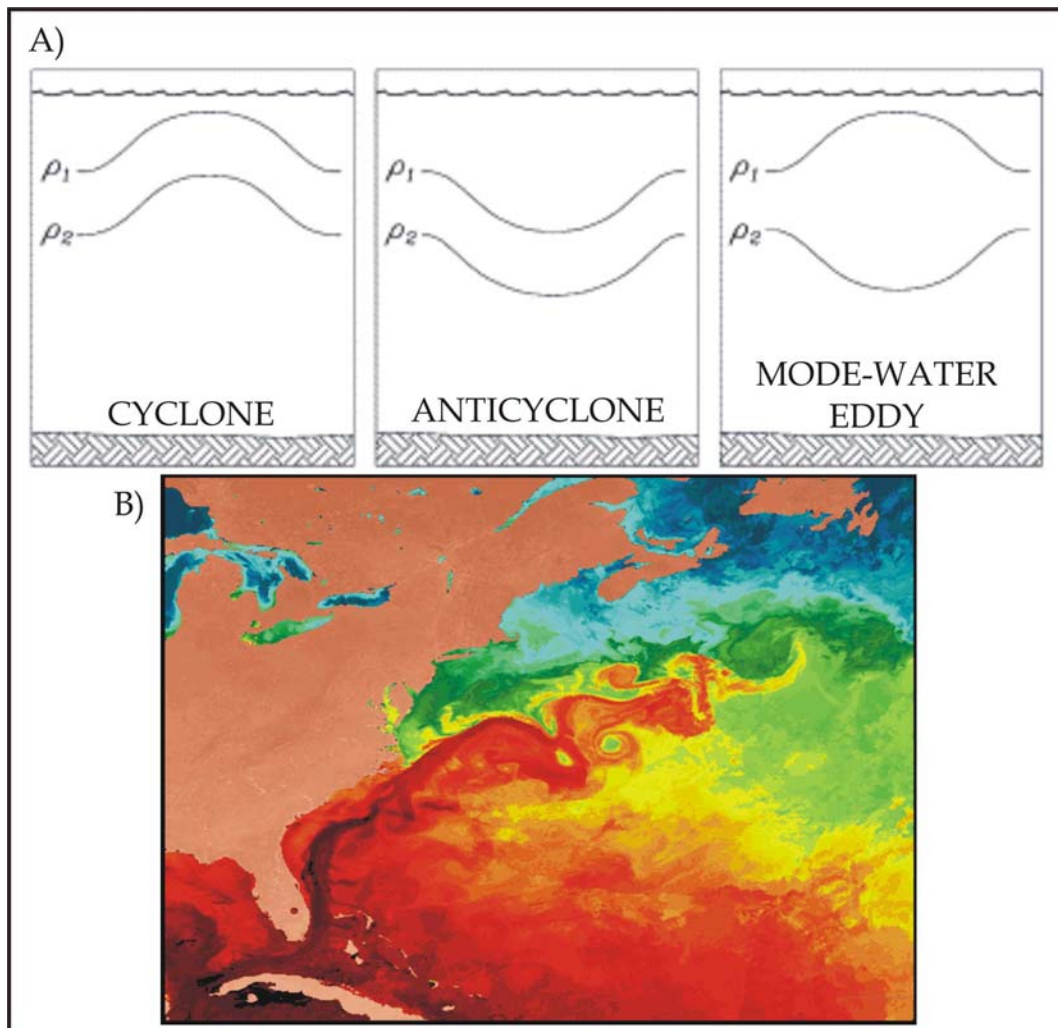 A)
ρ1
ρ2
CYCLONE
ρ1
ρ2
ANTICYCLONE
ρ1
ρ2
MODE-WATER
EDDY
B)